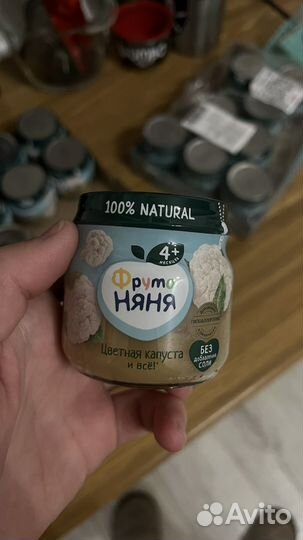 100% NATURAL
4+
МЕСЯЦЕВ
Фруто
НЯНЯ
Цветная капуста
и всё!*
БЕЗ
добавления
СОЛИ
Avito